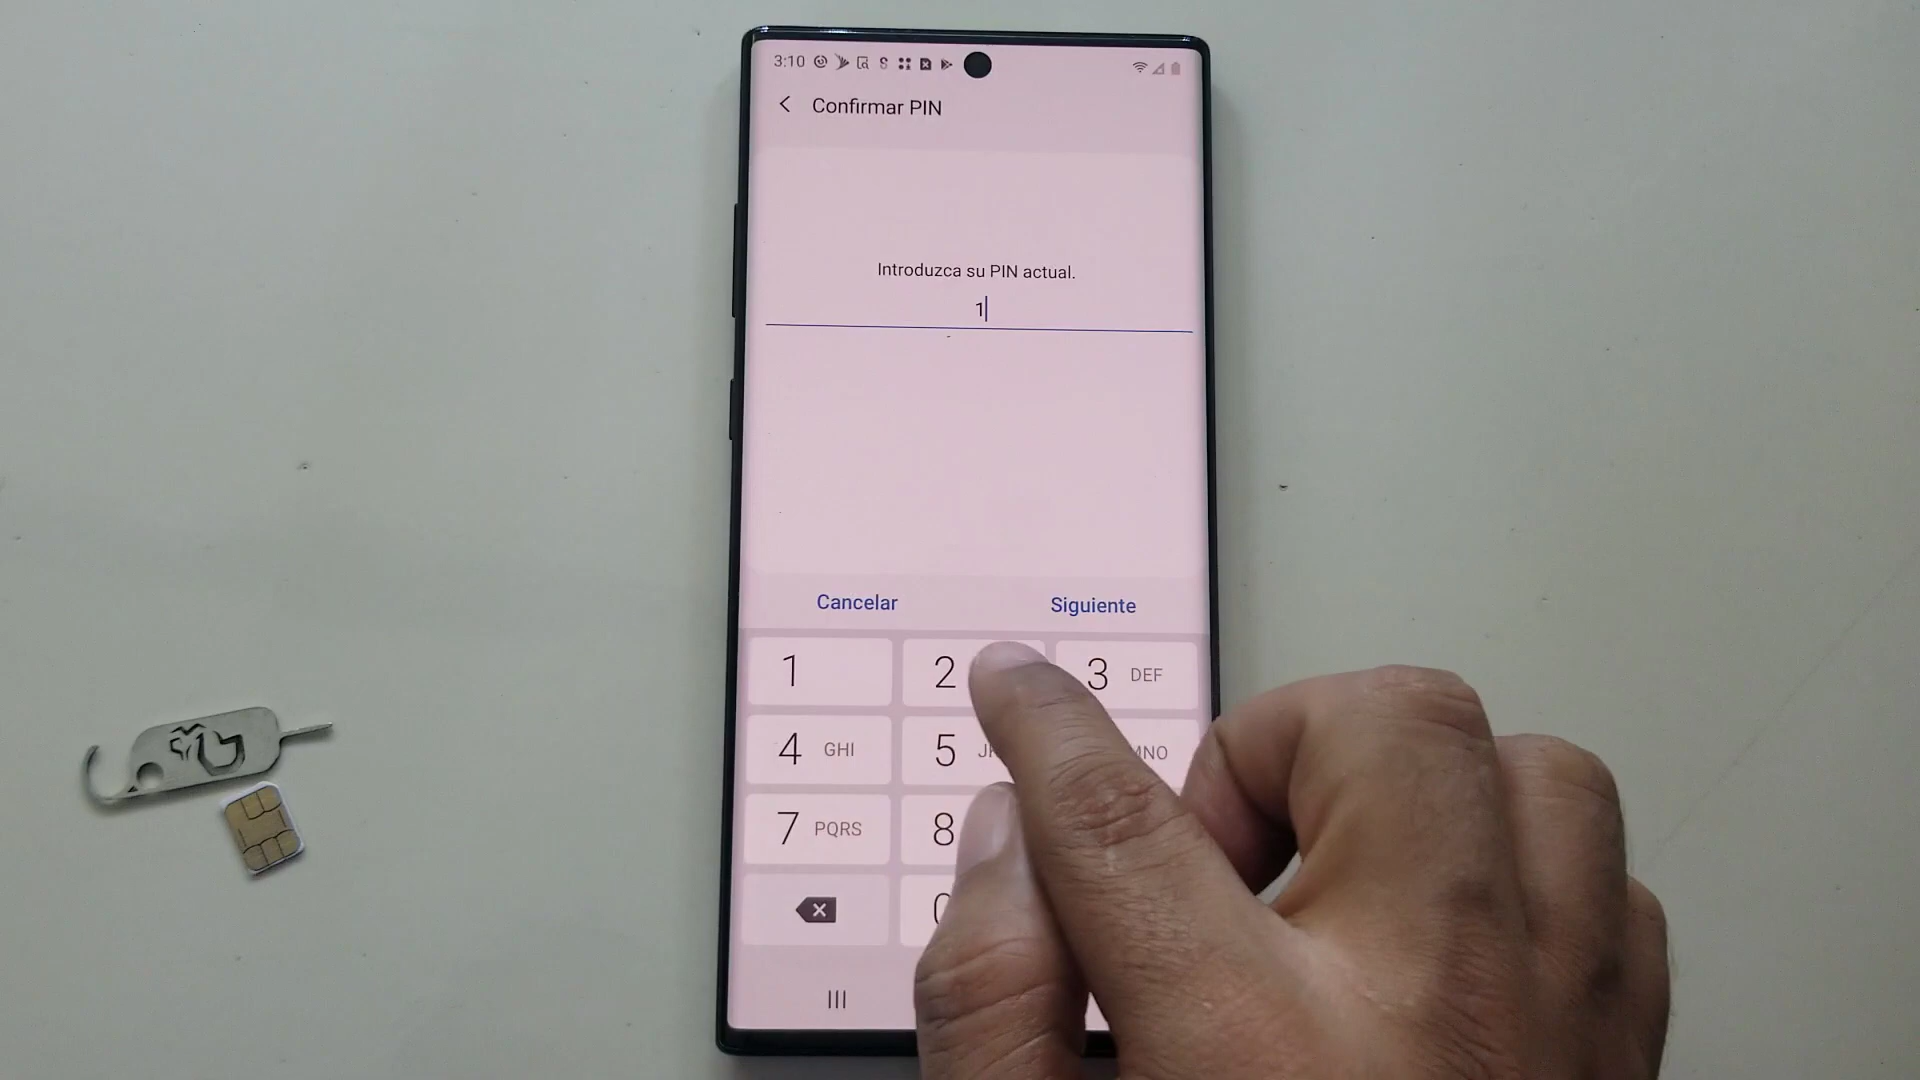 3:10
Confirmar PIN
Introduzca su PIN actual.
1
Cancelar
Siguiente
1
2
3 DEF
4 GHI
5
MNO
7 PQRS
8